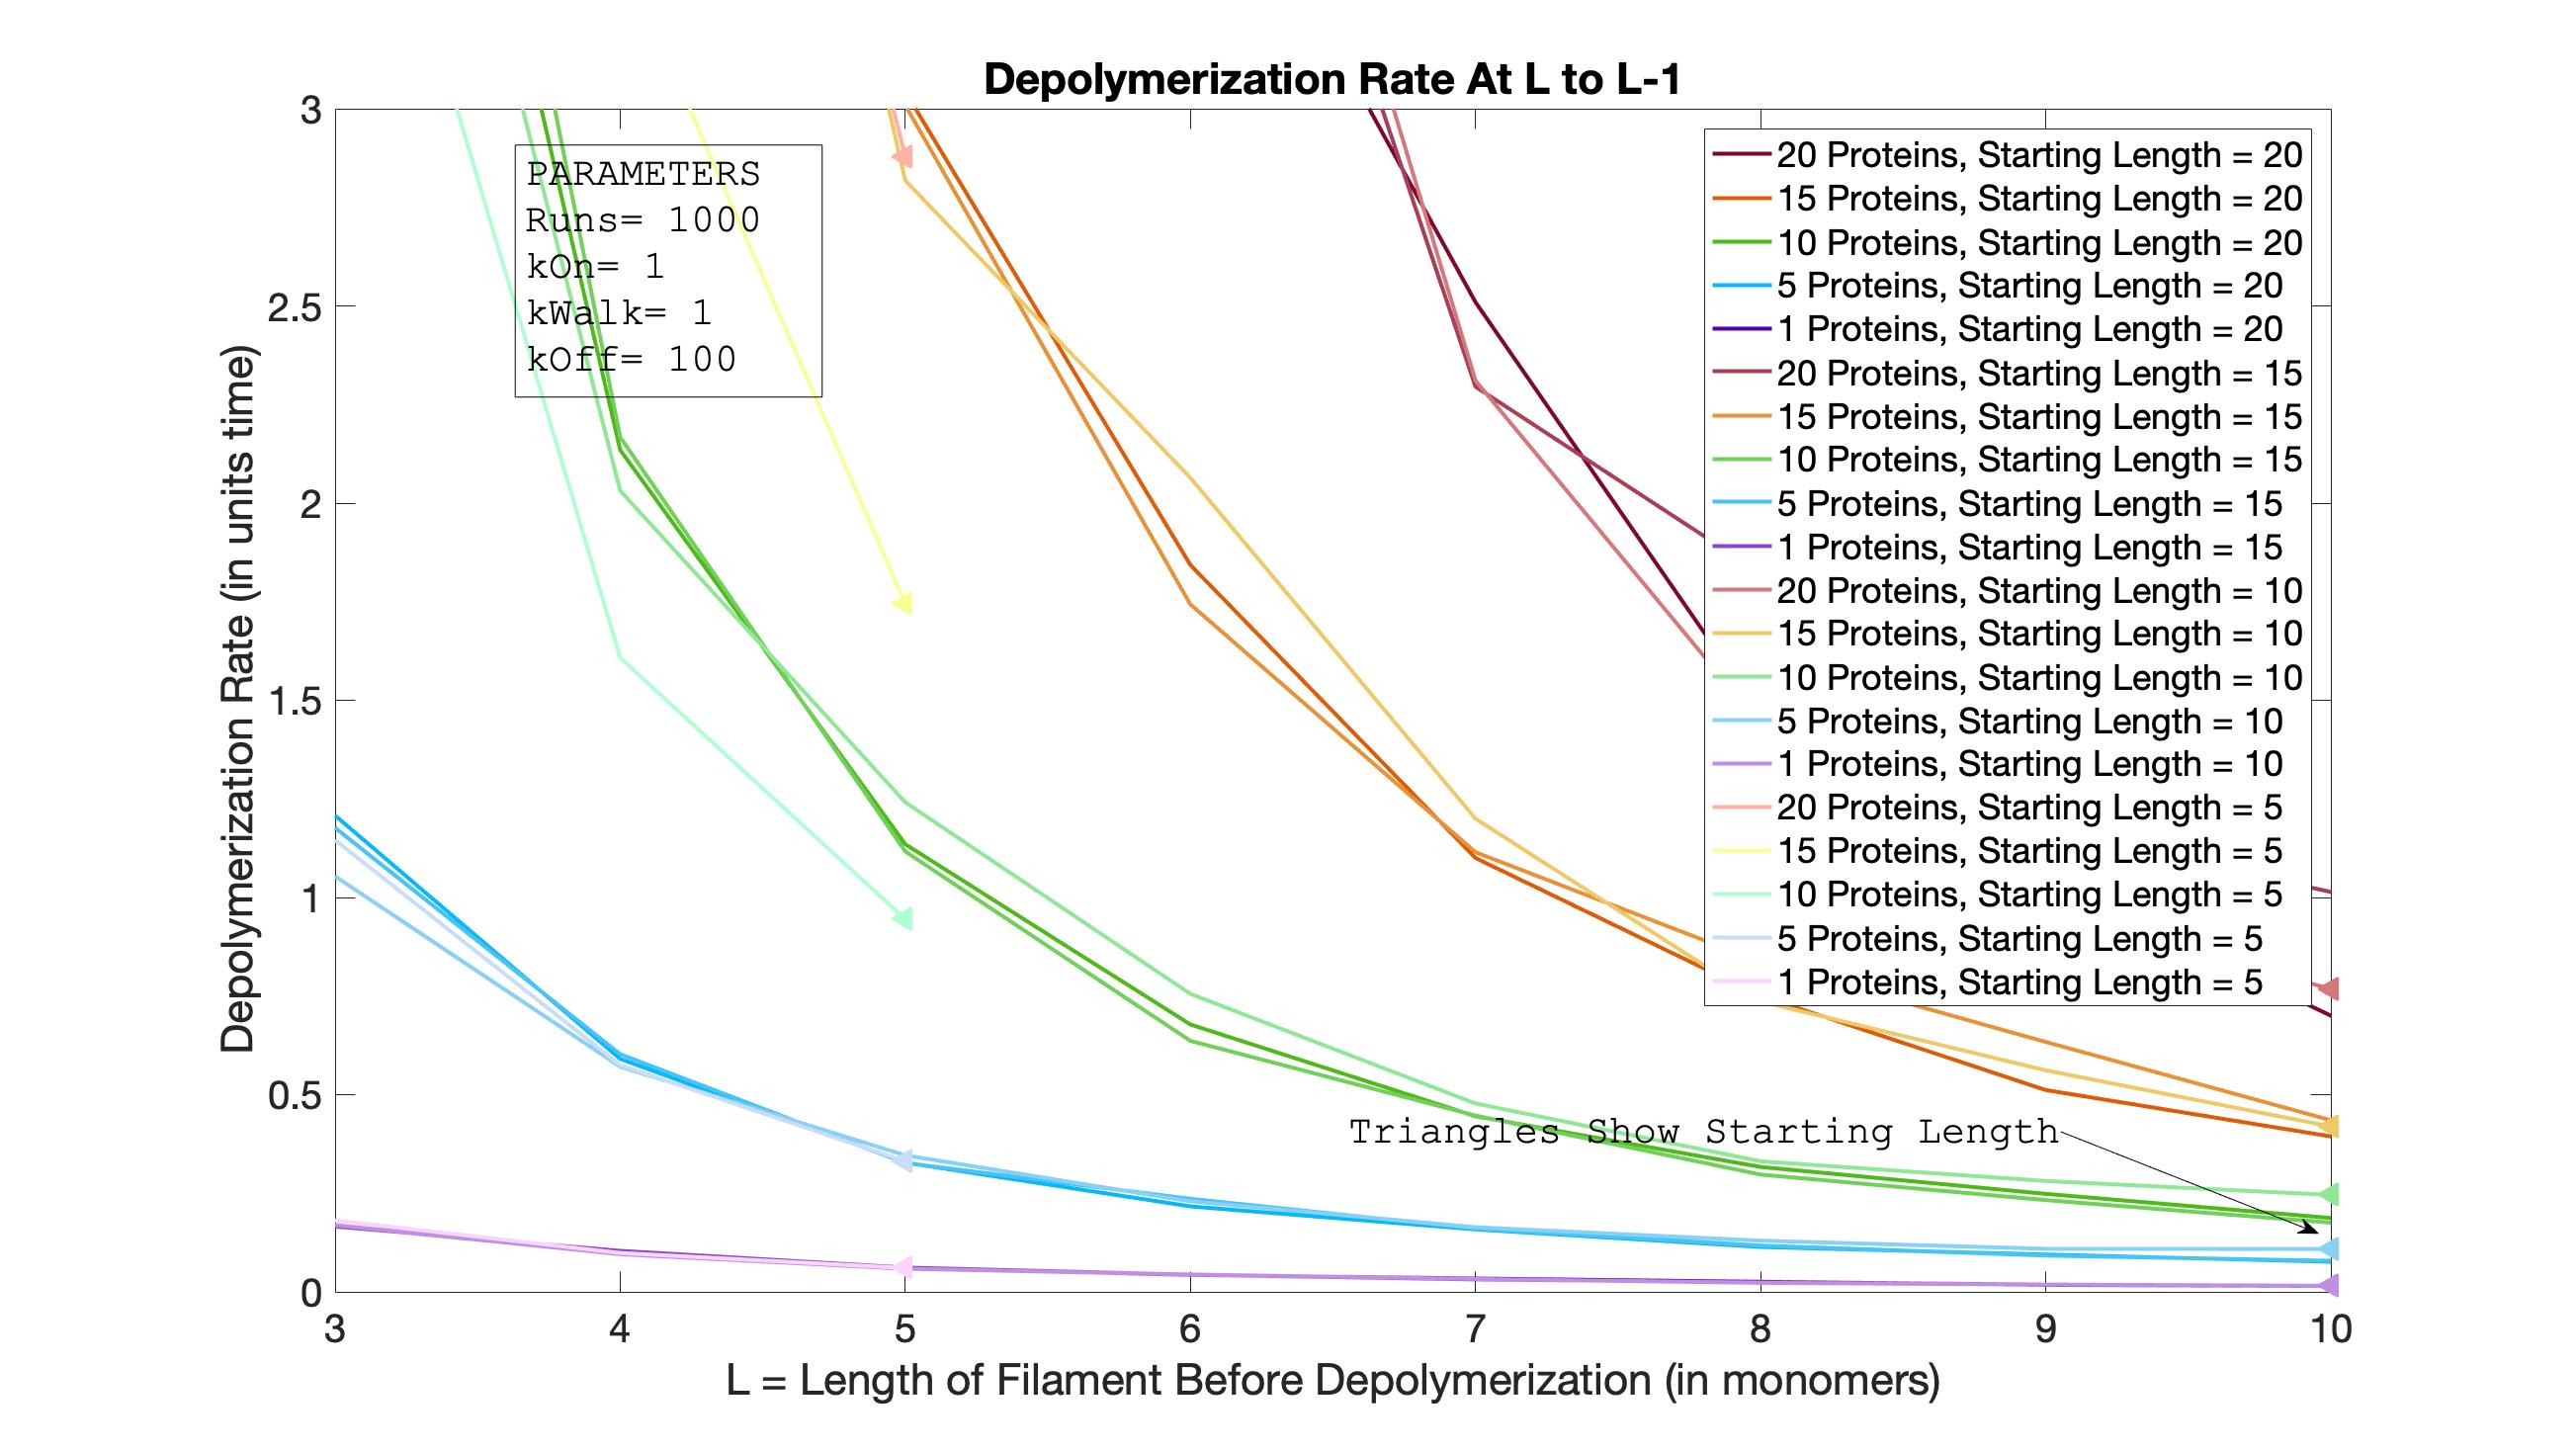 Depolymerization Rate At L to L-1
Depolymerization Rate (in units time)
3
2.5
2
1.5
1
0.5
0
PARAMETERS
Runs= 1000
kOn= 1
kWalk= 1
kOff= 100
20 Proteins, Starting Length = 20
15 Proteins, Starting Length = 20
10 Proteins, Starting Length = 20
5 Proteins, Starting Length = 20
1 Proteins, Starting Length = 20
20 Proteins, Starting Length = 15
15 Proteins, Starting Length = 15
10 Proteins, Starting Length = 15
5 Proteins, Starting Length = 15
1 Proteins, Starting Length = 15
20 Proteins, Starting Length = 10
15 Proteins, Starting Length = 10
10 Proteins, Starting Length = 10
5 Proteins, Starting Length = 10
1 Proteins, Starting Length = 10
20 Proteins, Starting Length = 5
15 Proteins, Starting Length = 5
10 Proteins, Starting Length = 5
5 Proteins, Starting Length = 5
1 Proteins, Starting Length = 5
Triangles Show Starting Length
3 4 5 6 7 8 9 10
L = Length of Filament Before Depolymerization (in monomers)